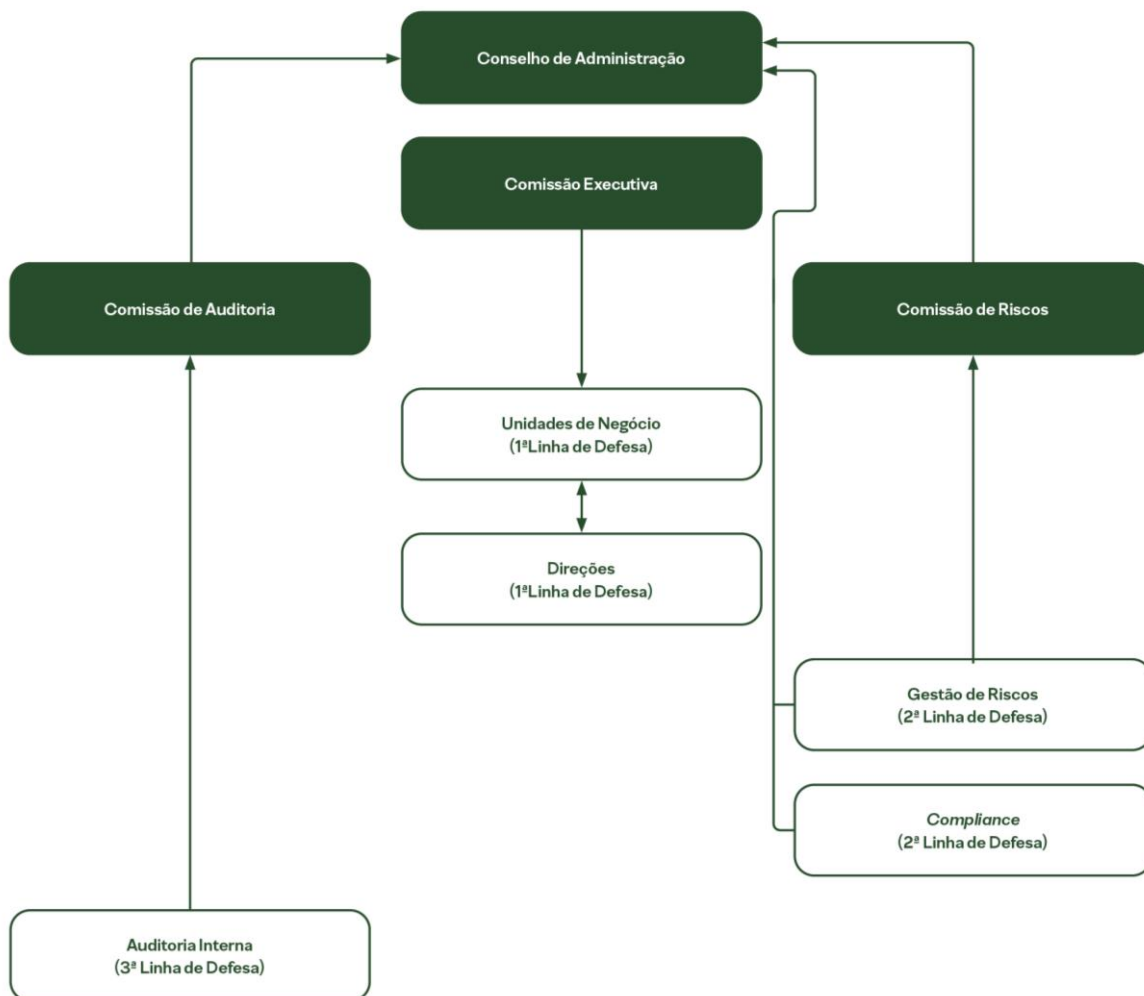 Conselho de Administração
Comissão Executiva
Comissão de Auditoria
Comissão de Riscos
Unidades de Negócio
(1ªLinha de Defesa)
Direções
(1ªLinha de Defesa)
Gestão de Riscos
(2ª Linha de Defesa)
Compliance
(2ª Linha de Defesa)
Auditoria Interna
(3ª Linha de Defesa)